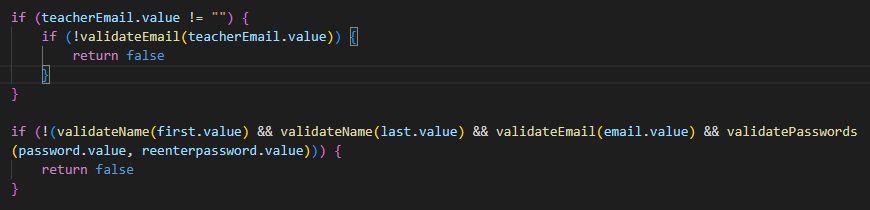 if (teacherEmail.value != "") {
if (!validateEmail(teacherEmail.value)) {
return false
}
}
if (!(validateName(first.value) && validateName(last.value) && validateEmail(email.value) && validatePasswords
(password.value, reenterpassword.value))) {
return false
}